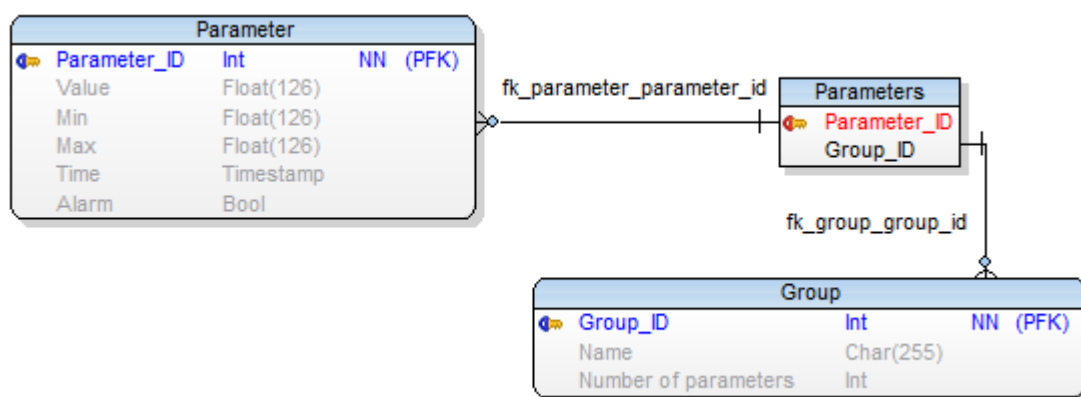 Parameter
Parameter_ID Int NN (PFK)
Value Float(126)
Min Float(126)
Max Float(126)
Time Timestamp
Alarm Bool
fk_parameter_parameter_id
Parameters
Parameter_ID
Group_ID
fk_group_group_id
Group
Group_ID Int NN (PFK)
Name Char(255)
Number of parameters Int